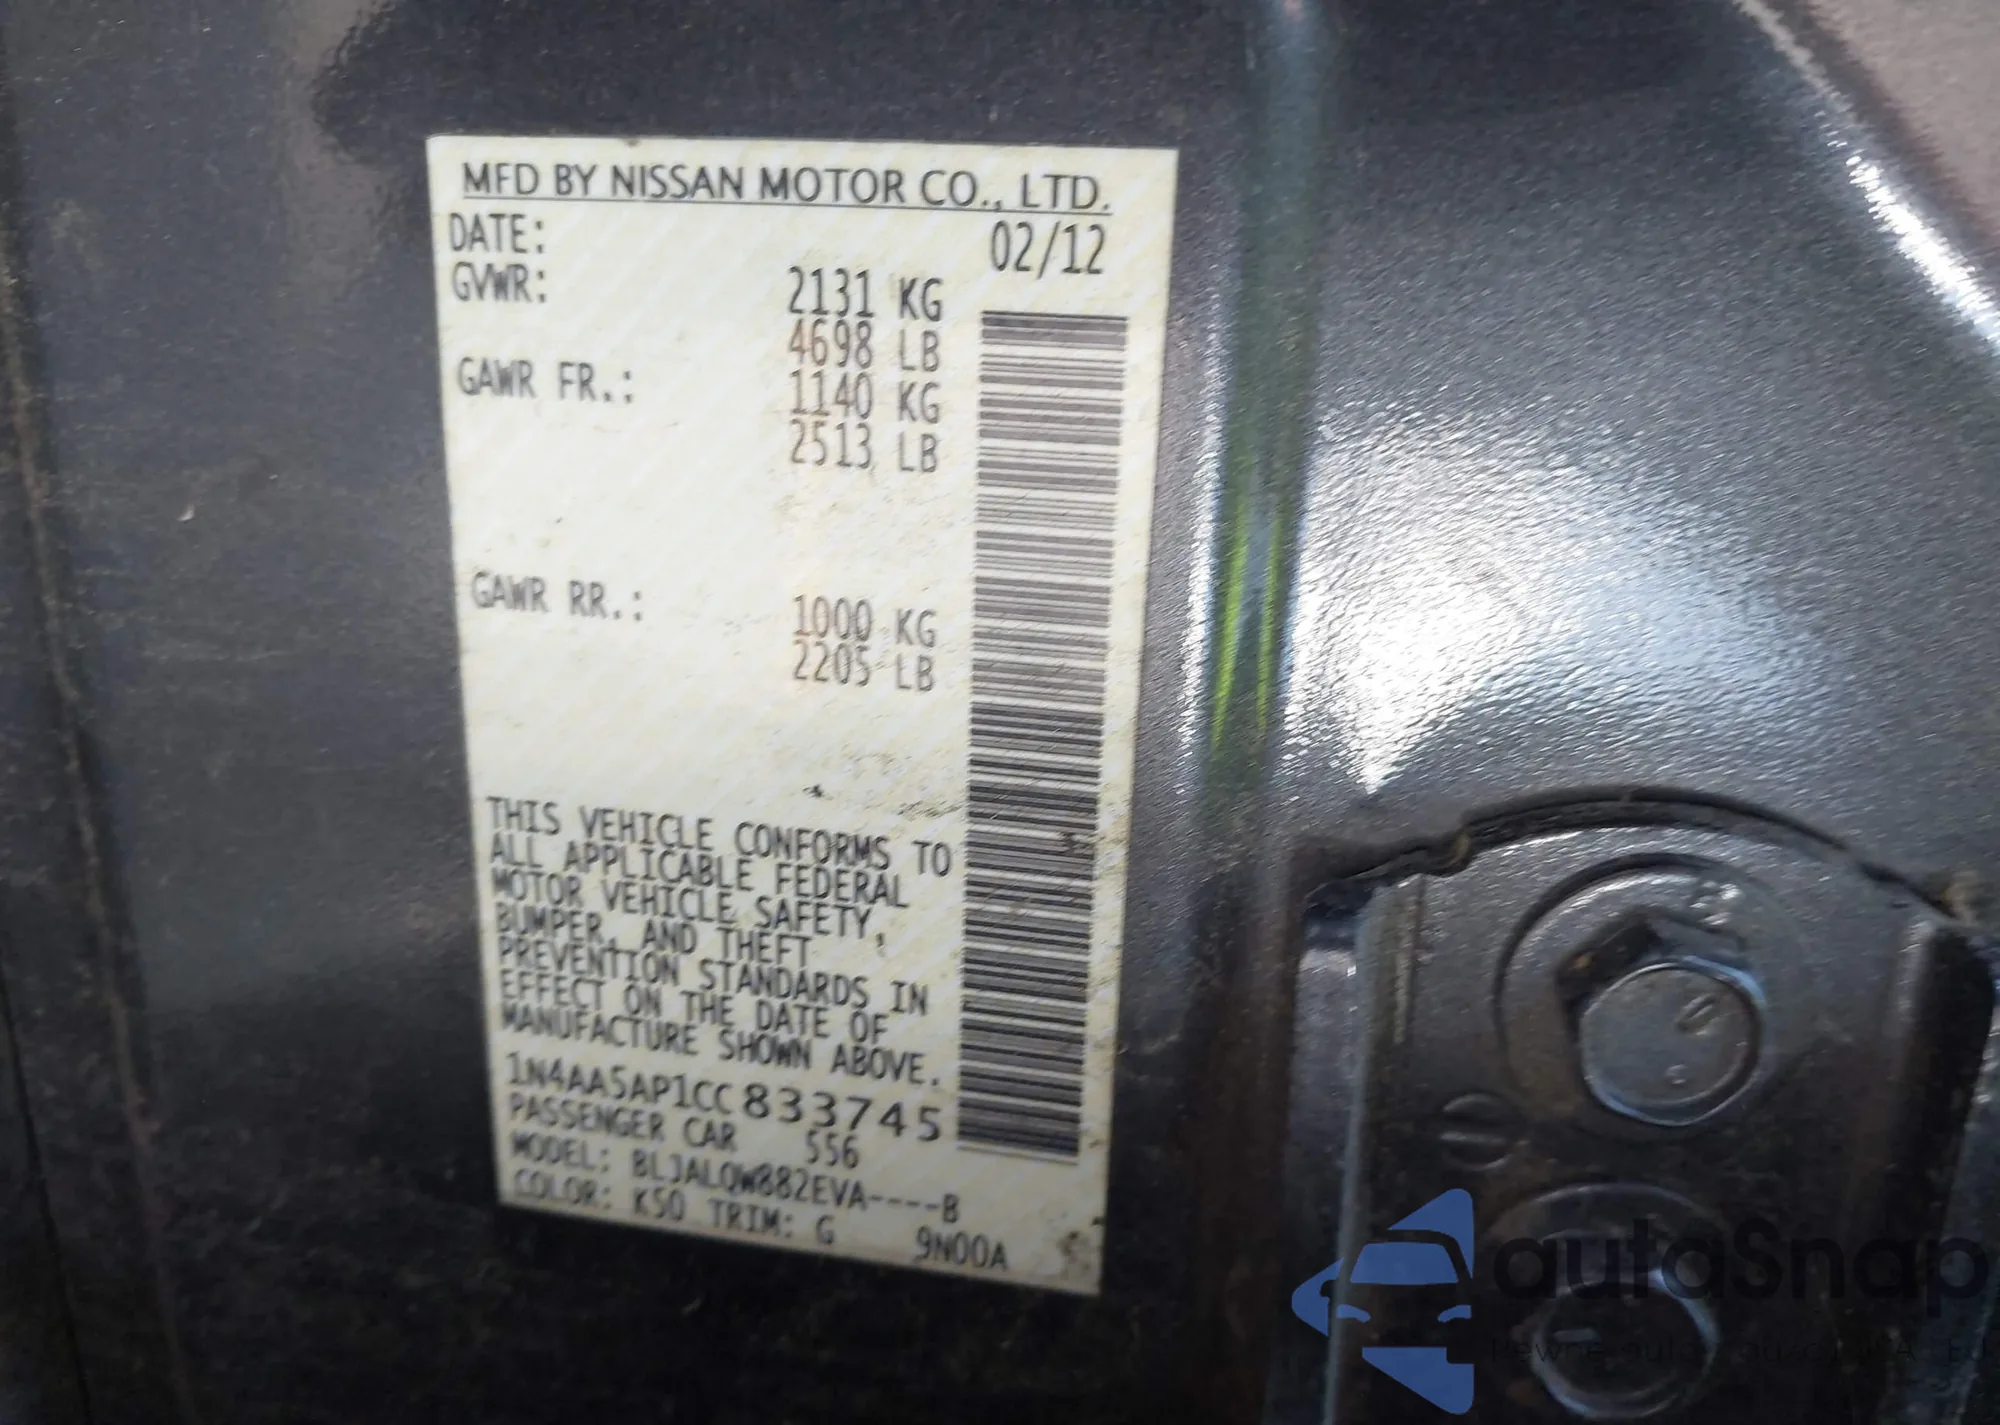 MFD BY NISSAN MOTOR CO., LTD.
DATE: 02/12
GVWR: 2131 KG
4698 LB
GAWR FR.: 1140 KG
2513 LB
GAWR RR.: 1000 KG
2205 LB
THIS VEHICLE CONFORMS TO
ALL APPLICABLE FEDERAL
MOTOR VEHICLE SAFETY,
BUMPER, AND THEFT
PREVENTION STANDARDS IN
EFFECT ON THE DATE OF
MANUFACTURE SHOWN ABOVE.
1N4AA5AP1CC833745
PASSENGER CAR 556
MODEL: BLJALQW882EVA----B
COLOR: K50 TRIM: G 9N00A
autaSnap